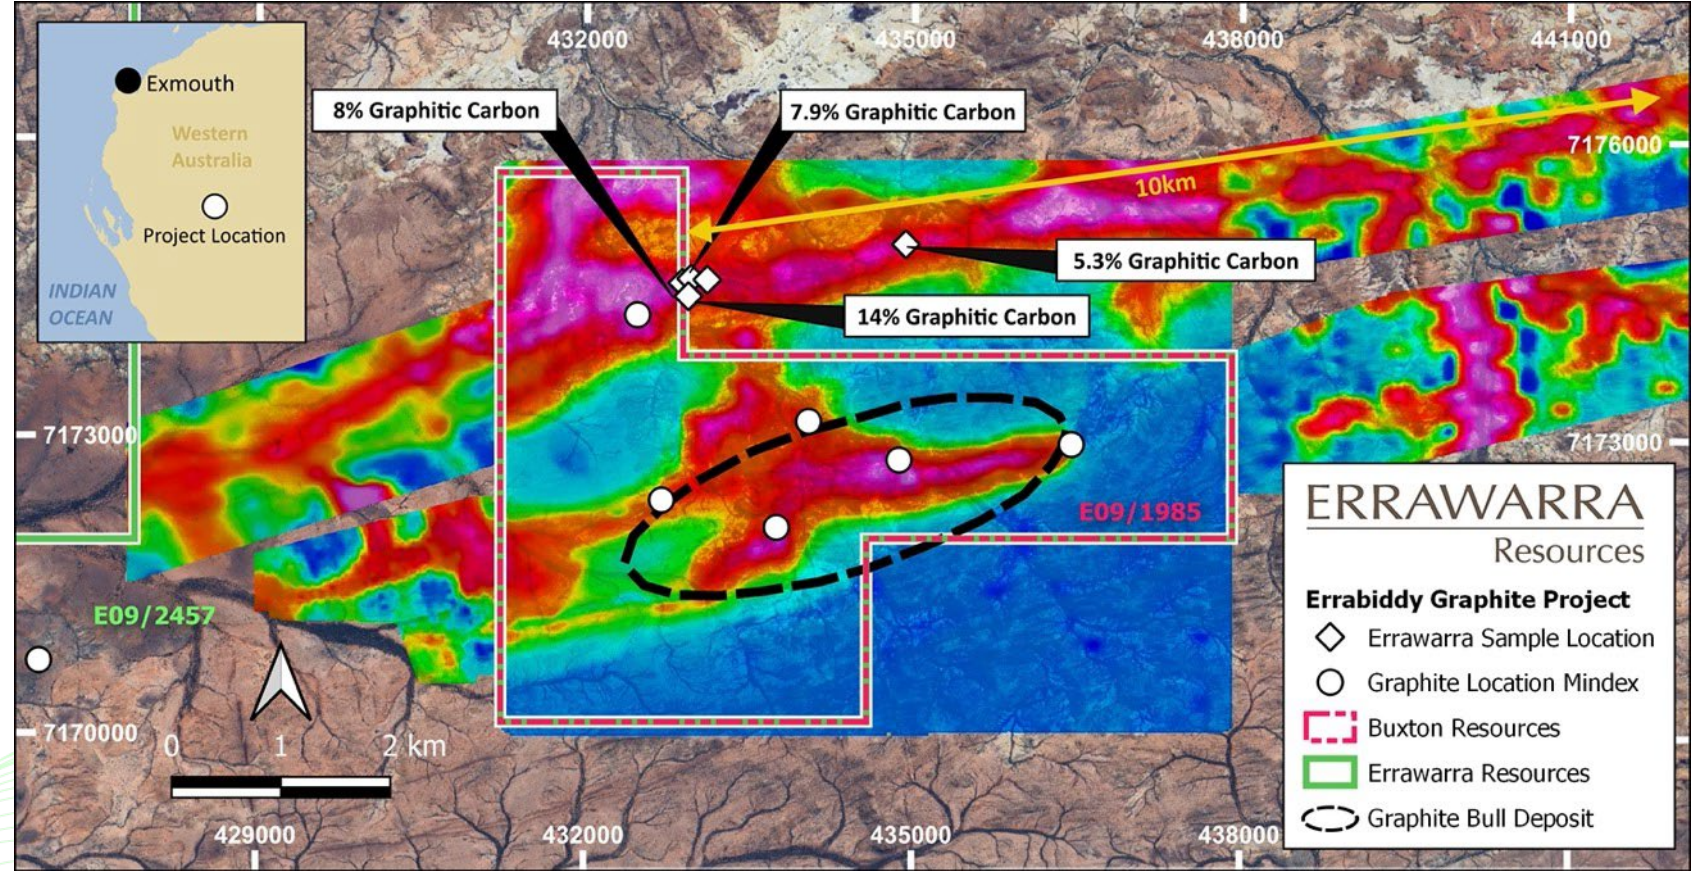 432000
435000
438000
441000
Exmouth
Western
Australia
Project Location
INDIAN
OCEAN
8% Graphitic Carbon
7.9% Graphitic Carbon
7176000
10km
5.3% Graphitic Carbon
14% Graphitic Carbon
7173000
7173000
E09/1985
E09/2457
7170000
0 1 2 km
429000
432000
435000
438000
ERRAWARRA
Resources
Errabiddy Graphite Project
Errawarra Sample Location
Graphite Location Mindex
Buxton Resources
Errawarra Resources
Graphite Bull Deposit